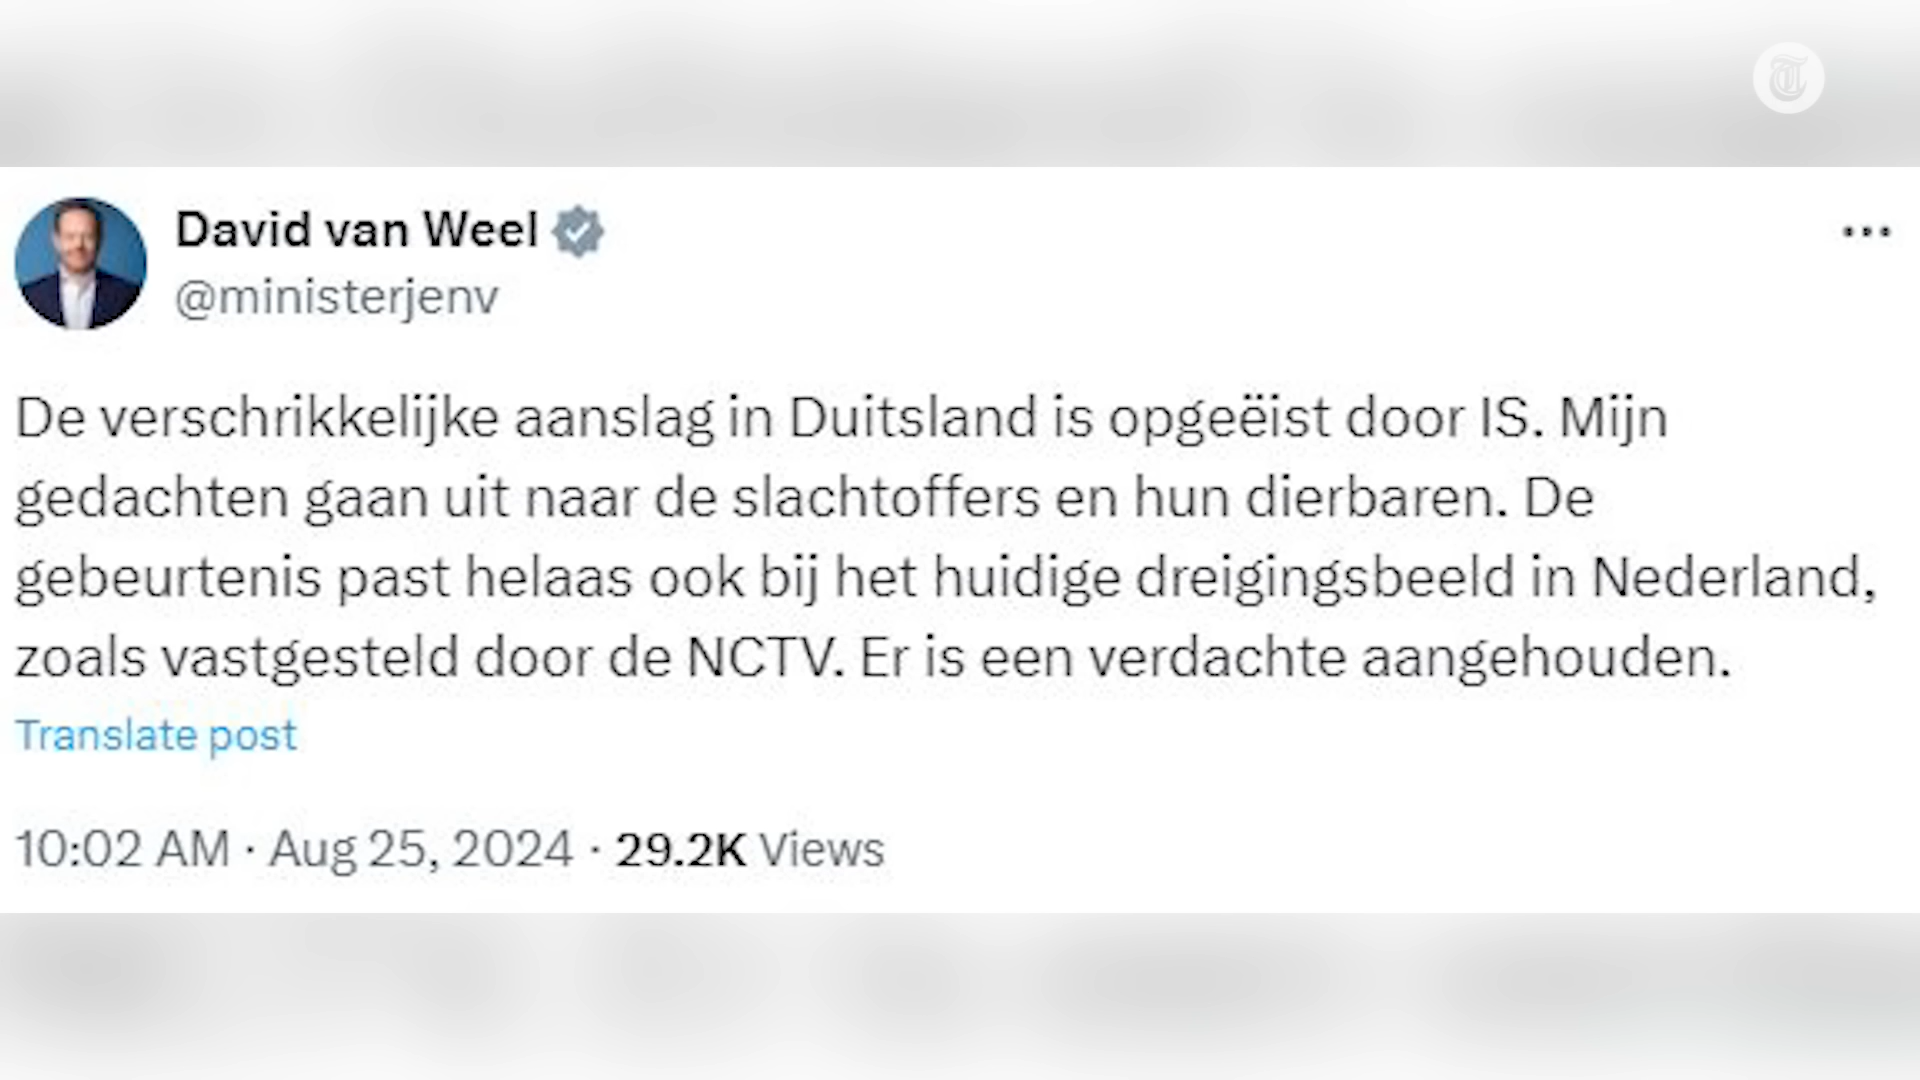 T
David van Weel
@ministerjenv
De verschrikkelijke aanslag in Duitsland is opgeëist door IS. Mijn
gedachten gaan uit naar de slachtoffers en hun dierbaren. De
gebeurtenis past helaas ook bij het huidige dreigingsbeeld in Nederland,
zoals vastgesteld door de NCTV. Er is een verdachte aangehouden.
Translate post
10:02 AM · Aug 25, 2024 · 29.2K Views